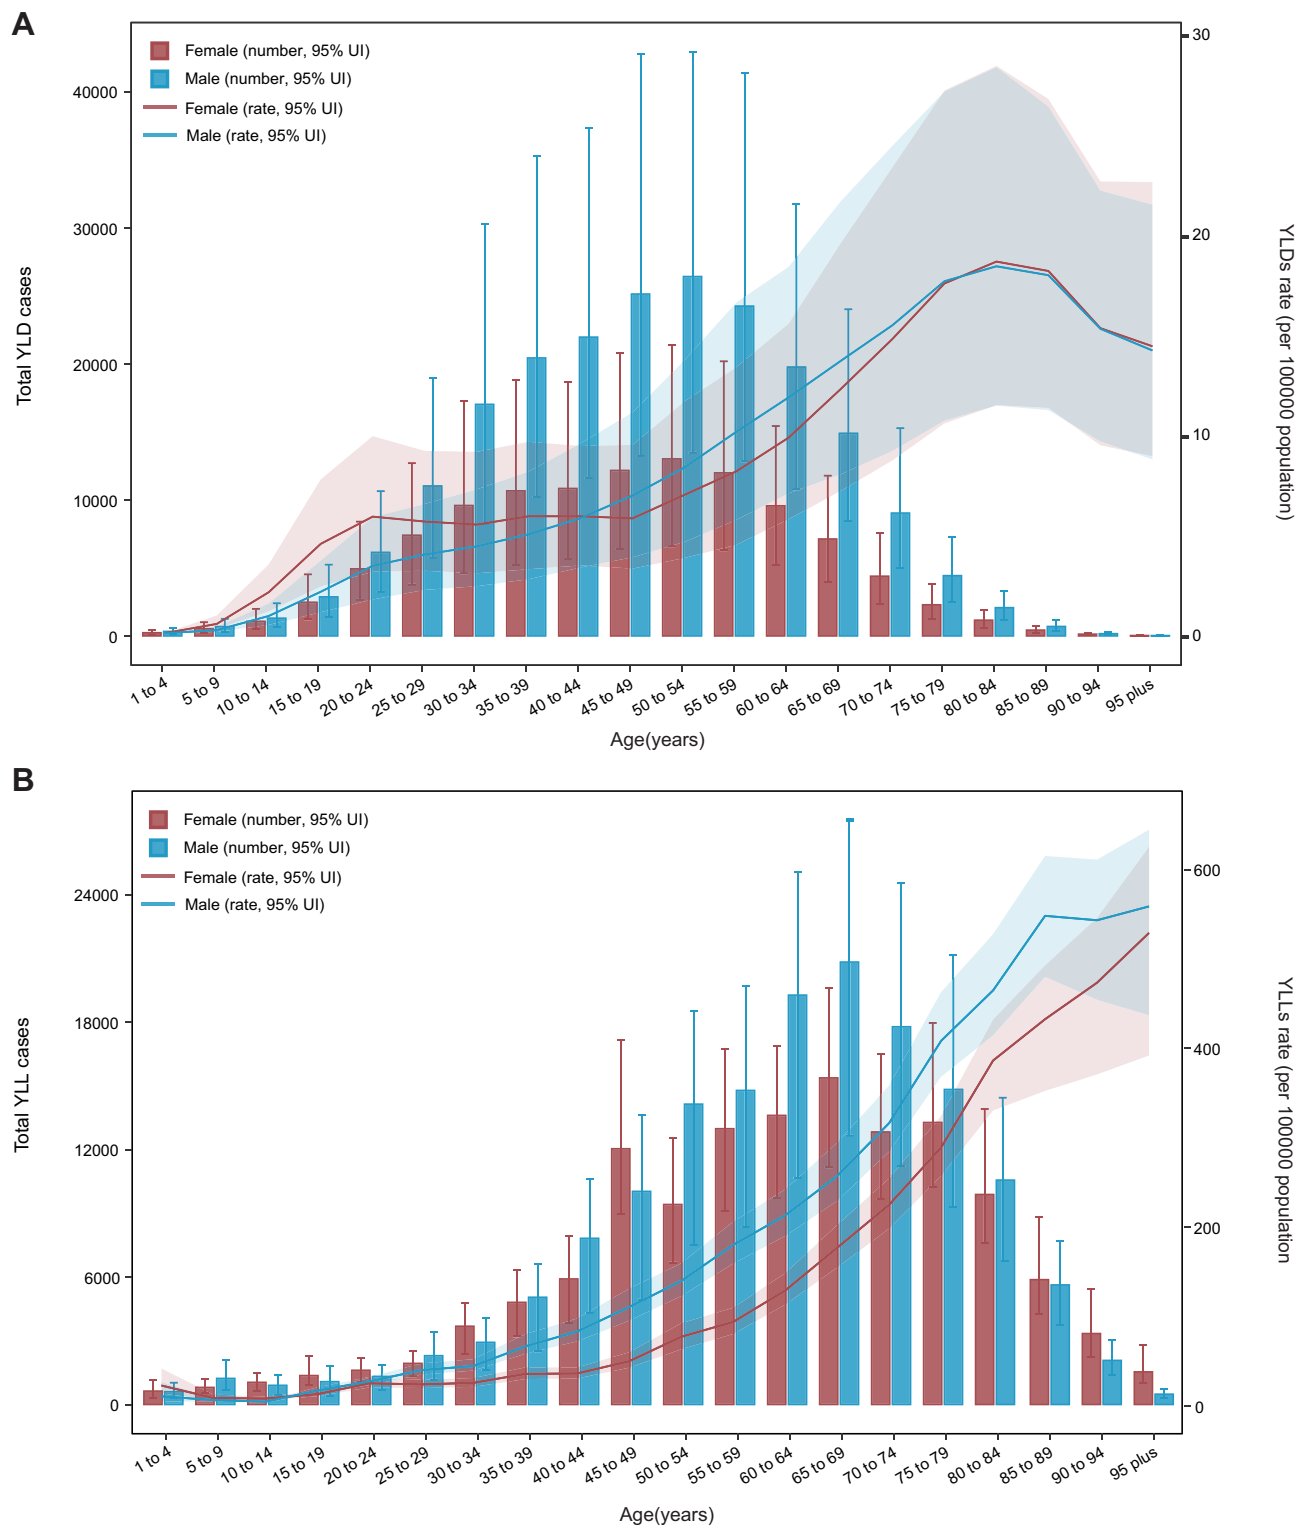 A
Female (number, 95% UI)
Male (number, 95% UI)
Female (rate, 95% UI)
Male (rate, 95% UI)
Total YLD cases
40000
30000
20000
10000
0
30
20
10
0
YLDs rate (per 100000 population)
1 to 4
5 to 9
10 to 14
15 to 19
20 to 24
25 to 29
30 to 34
35 to 39
40 to 44
45 to 49
50 to 54
55 to 59
60 to 64
65 to 69
70 to 74
75 to 79
80 to 84
85 to 89
90 to 94
95 plus
Age(years)
B
Female (number, 95% UI)
Male (number, 95% UI)
Female (rate, 95% UI)
Male (rate, 95% UI)
Total YLL cases
24000
18000
12000
6000
0
600
400
200
0
YLLs rate (per 100000 population
1 to 4
5 to 9
10 to 14
15 to 19
20 to 24
25 to 29
30 to 34
35 to 39
40 to 44
45 to 49
50 to 54
55 to 59
60 to 64
65 to 69
70 to 74
75 to 79
80 to 84
85 to 89
90 to 94
95 plus
Age(years)